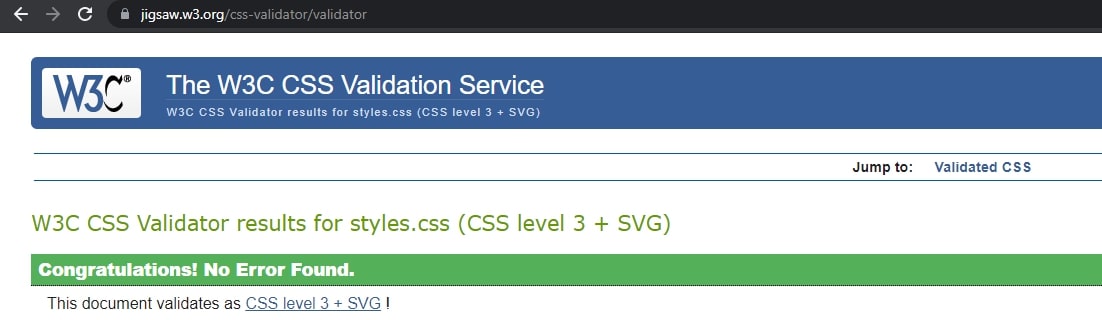 jigsaw.w3.org/css-validator/validator
W3C®
The W3C CSS Validation Service
W3C CSS Validator results for styles.css (CSS level 3 + SVG)
Jump to: Validated CSS
W3C CSS Validator results for styles.css (CSS level 3 + SVG)
Congratulations! No Error Found.
This document validates as CSS level 3 + SVG !